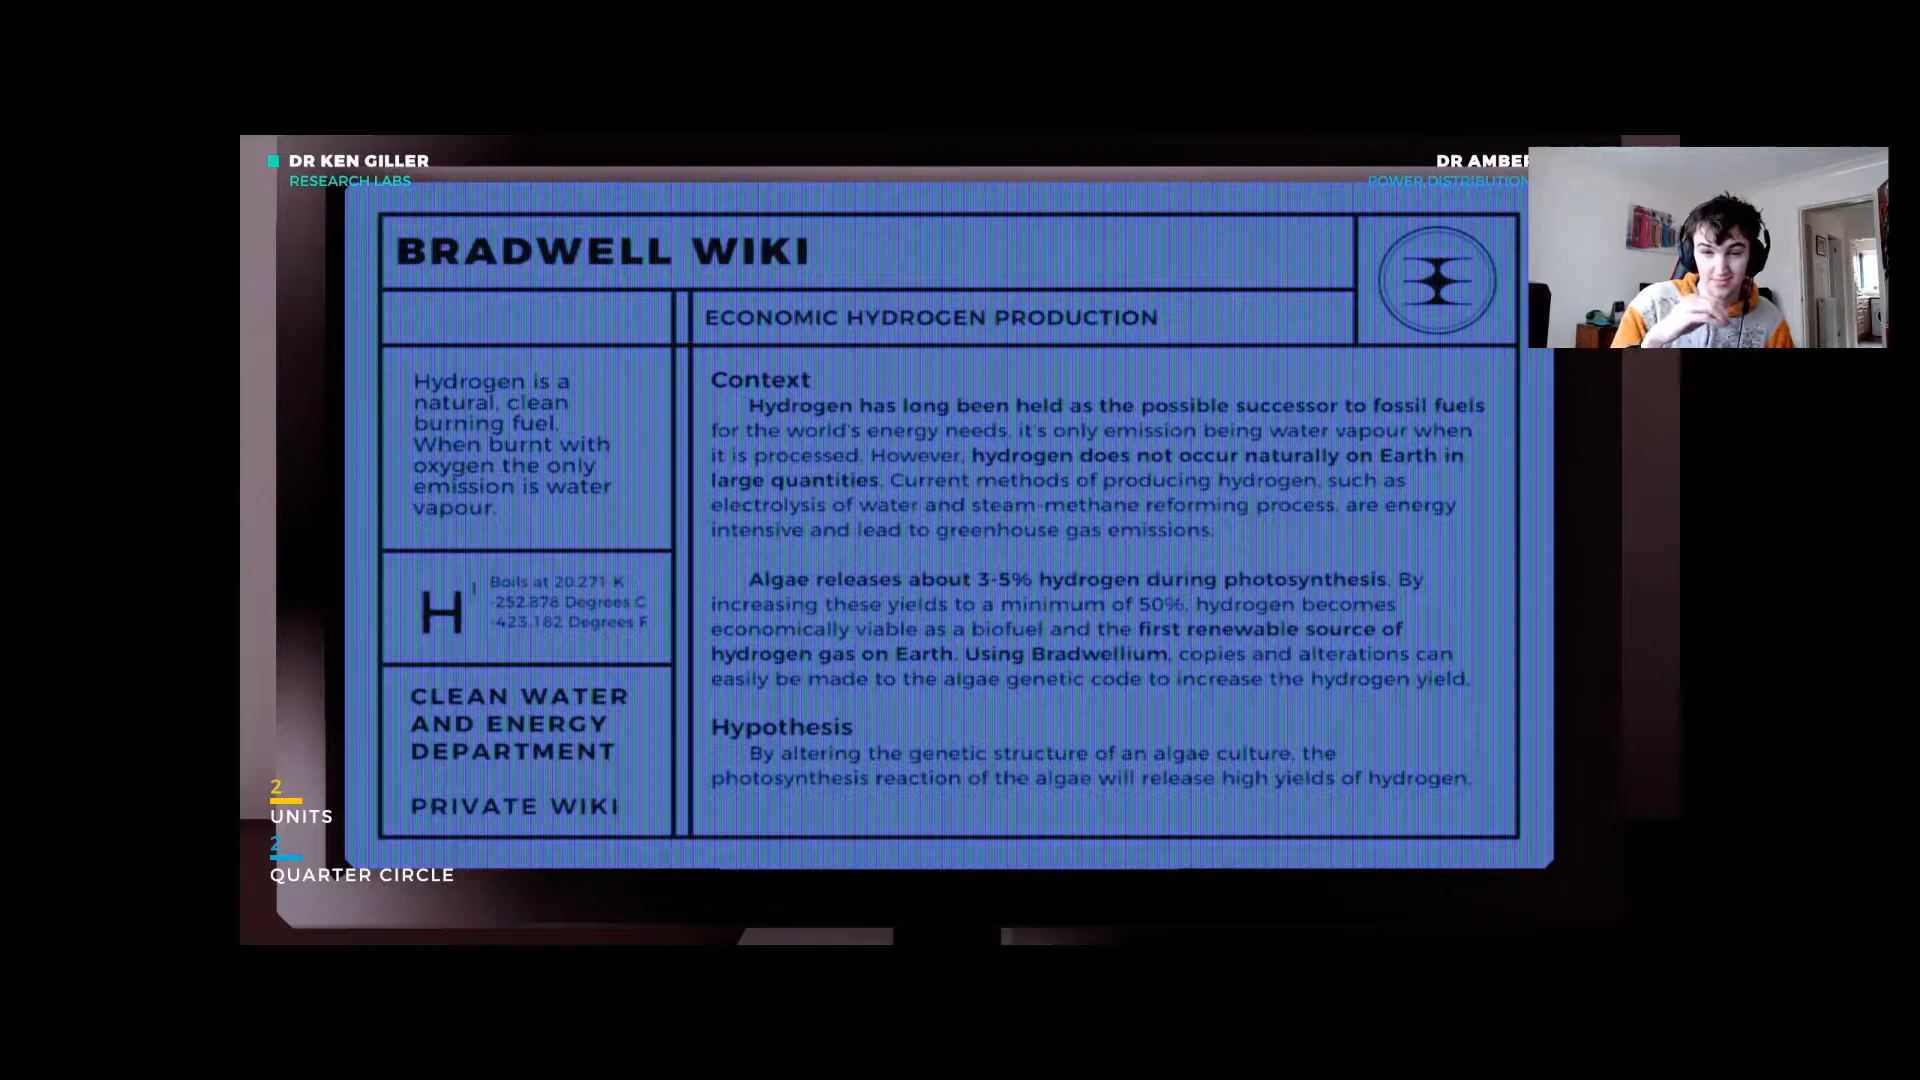 DR KEN GILLER
RESEARCH LABS
DR AMBER
POWER DISTRIBUTION
BRADWELL WIKI
ECONOMIC HYDROGEN PRODUCTION
Hydrogen is a
natural, clean
burning fuel.
When burnt with
oxygen the only
emission is water
vapour.
H
1
Boils at 20.271 K
-252.878 Degrees C
-423.182 Degrees F
CLEAN WATER
AND ENERGY
DEPARTMENT
PRIVATE WIKI
Context
Hydrogen has long been held as the possible successor to fossil fuels
for the world's energy needs, it's only emission being water vapour when
it is processed. However, hydrogen does not occur naturally on Earth in
large quantities. Current methods of producing hydrogen, such as
electrolysis of water and steam-methane reforming process, are energy
intensive and lead to greenhouse gas emissions.
Algae releases about 3-5% hydrogen during photosynthesis. By
increasing these yields to a minimum of 50%, hydrogen becomes
economically viable as a biofuel and the first renewable source of
hydrogen gas on Earth. Using Bradwellium, copies and alterations can
easily be made to the algae genetic code to increase the hydrogen yield.
Hypothesis
By altering the genetic structure of an algae culture, the
photosynthesis reaction of the algae will release high yields of hydrogen.
2
UNITS
2
QUARTER CIRCLE